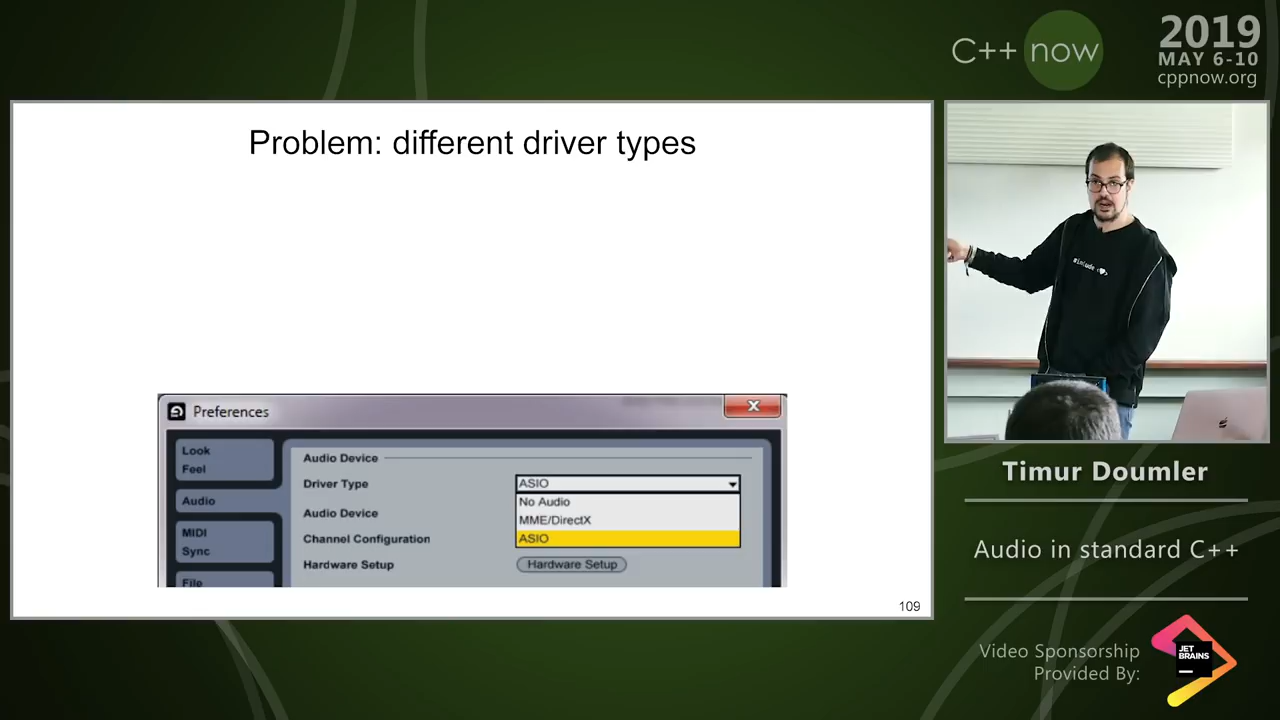 C++ now
2019
MAY 6-10
cppnow.org
Problem: different driver types
Preferences
x
Look
Feel
Audio
MIDI
Sync
File
Audio Device
Driver Type
ASIO
No Audio
MME/DirectX
ASIO
Audio Device
Channel Configuration
Hardware Setup
Hardware Setup
109
#include <♥>
Timur Doumler
Audio in standard C++
Video Sponsorship
Provided By:
JET
BRAINS